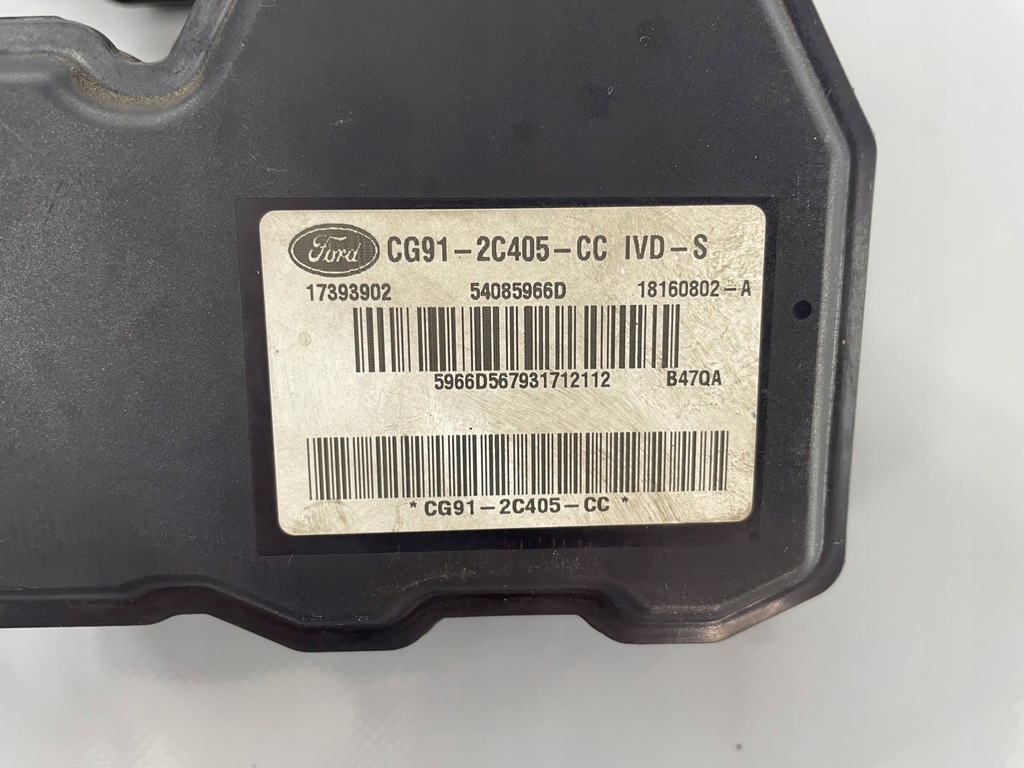 Ford CG91-2C405-CC IVD-S
17393902 54085966D 18160802-A
5966D567931712112 B47QA
*CG91-2C405-CC*